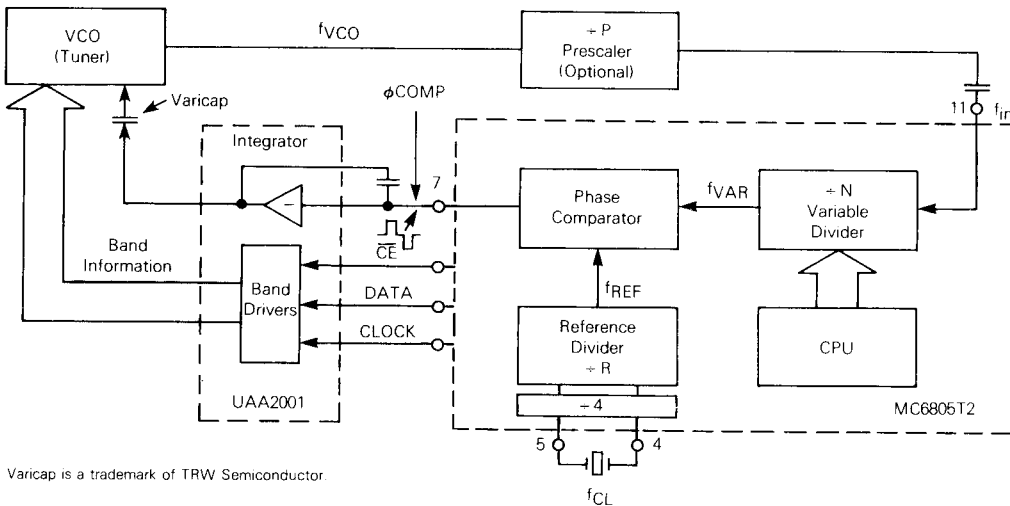 VCO
(Tuner)
fVCO
÷ P
Prescaler
(Optional)
Varicap
φCOMP
11
fin
Integrator
7
Phase
Comparator
fVAR
÷ N
Variable
Divider
−
CE
Band
Information
Band
Drivers
DATA
CLOCK
fREF
Reference
Divider
÷ R
CPU
÷4
UAA2001
MC6805T2
5
4
fCL
Varicap is a trademark of TRW Semiconductor.